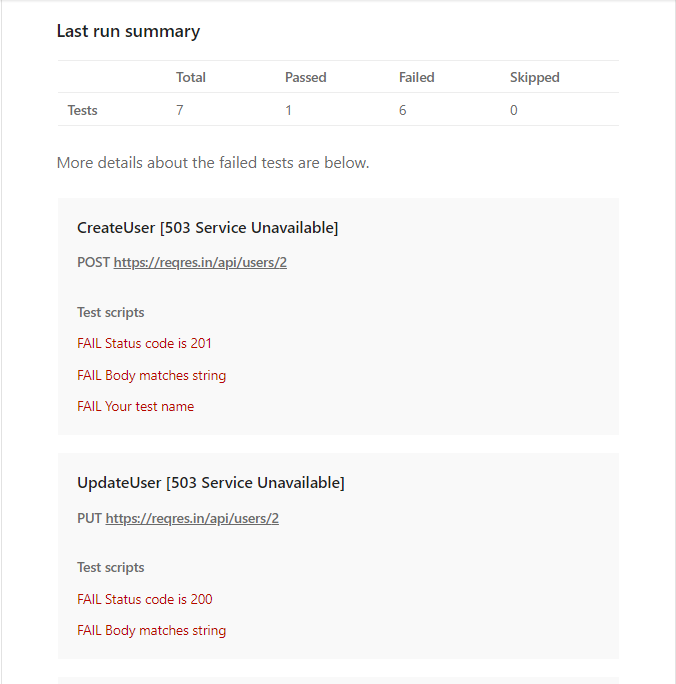 Last run summary
Total Passed Failed Skipped
Tests 7 1 6 0
More details about the failed tests are below.
CreateUser [503 Service Unavailable]
POST https://reqres.in/api/users/2
Test scripts
FAIL Status code is 201
FAIL Body matches string
FAIL Your test name
UpdateUser [503 Service Unavailable]
PUT https://reqres.in/api/users/2
Test scripts
FAIL Status code is 200
FAIL Body matches string